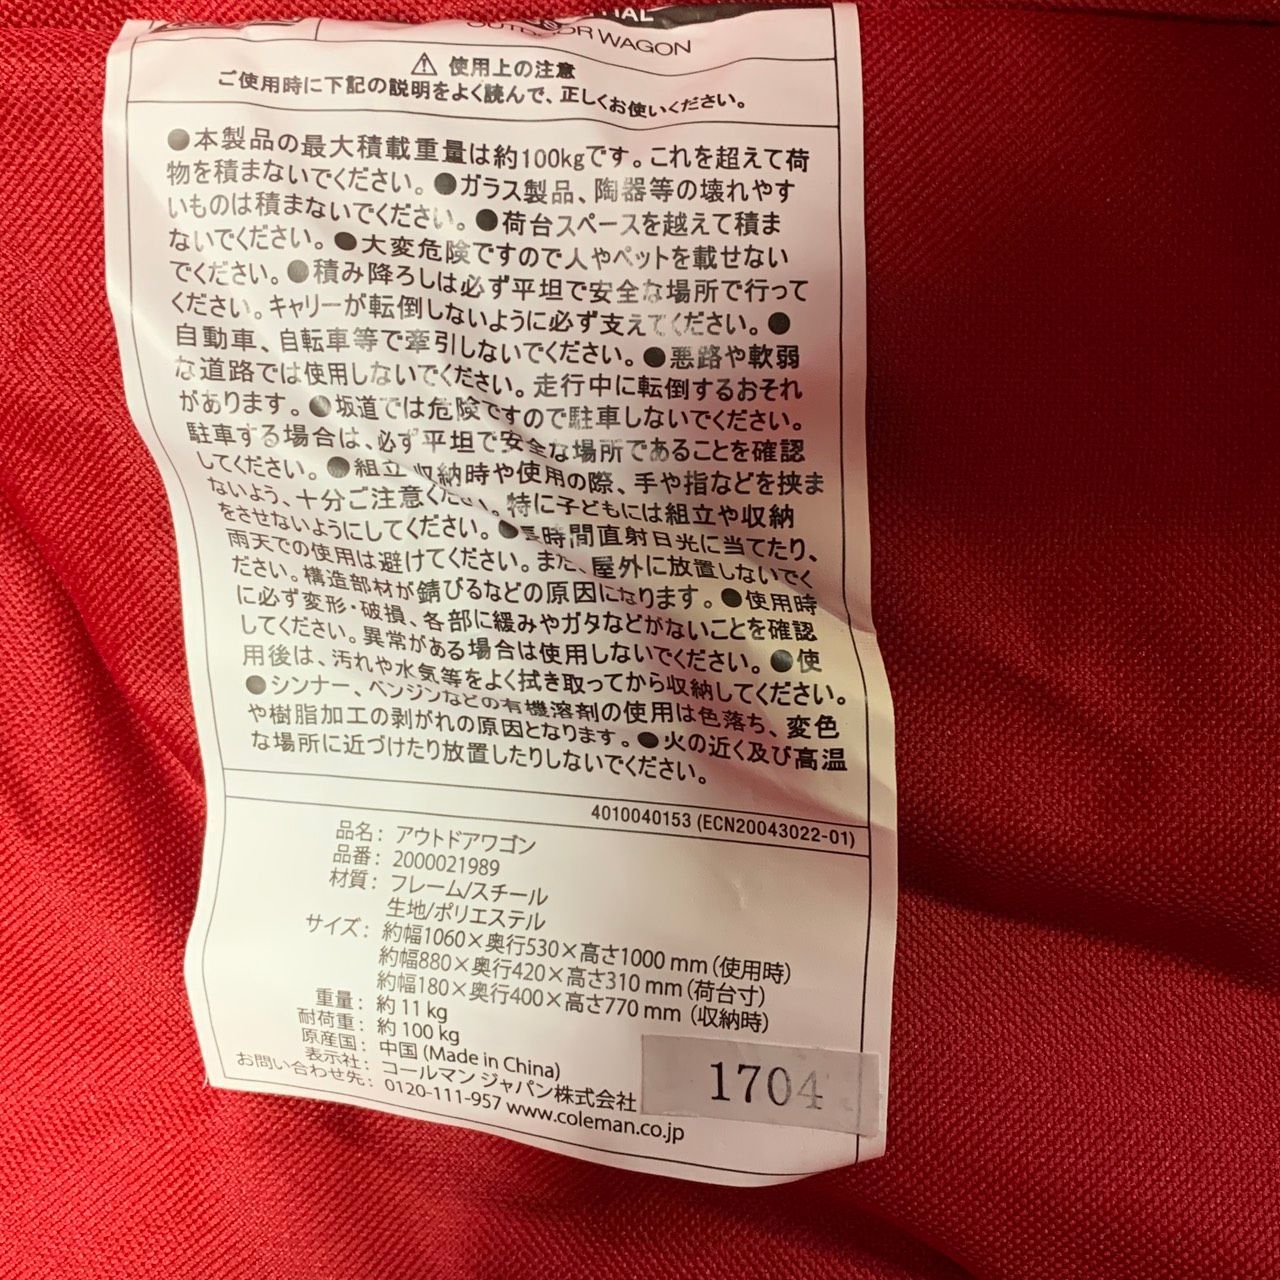 OUTDOOR WAGON
⚠ 使用上の注意
ご使用時に下記の説明をよく読んで、正しくお使いください。
●本製品の最大積載重量は約100kgです。これを超えて荷
物を積まないでください。●ガラス製品、陶器等の壊れやす
いものは積まないでください。●荷台スペースを越えて積ま
ないでください。●大変危険ですので人やペットを載せない
でください。●積み降ろしは必ず平坦で安全な場所で行って
ください。キャリーが転倒しないように必ず支えてください。●
自動車、自転車等で牽引しないでください。●悪路や軟弱
な道路では使用しないでください。走行中に転倒するおそれ
があります。●坂道では危険ですので駐車しないでください。
駐車する場合は、必ず平坦で安全な場所であることを確認
してください。●組立収納時や使用の際、手や指などを挟ま
ないよう、十分ご注意ください。特に子どもには組立や収納
をさせないようにしてください。●長時間直射日光に当てたり、
雨天での使用は避けてください。また、屋外に放置しないでく
ださい。構造部材が錆びるなどの原因になります。●使用時
に必ず変形・破損、各部に緩みやガタなどがないことを確認
してください。異常がある場合は使用しないでください。●使
用後は、汚れや水気等をよく拭き取ってから収納してください。
●シンナー、ベンジンなどの有機溶剤の使用は色落ち、変色
や樹脂加工の剥がれの原因となります。●火の近く及び高温
な場所に近づけたり放置したりしないでください。
4010040153 (ECN20043022-01)
品名：アウトドアワゴン
品番：2000021989
材質：フレーム/スチール
生地/ポリエステル
サイズ：約幅1060×奥行530×高さ1000 mm（使用時）
約幅880×奥行420×高さ310 mm（荷台寸）
約幅180×奥行400×高さ770 mm（収納時）
重量：約 11 kg
耐荷重：約 100 kg
原産国：中国 (Made in China)
表示社：コールマン ジャパン株式会社
お問い合わせ先：0120-111-957 www.coleman.co.jp
1704